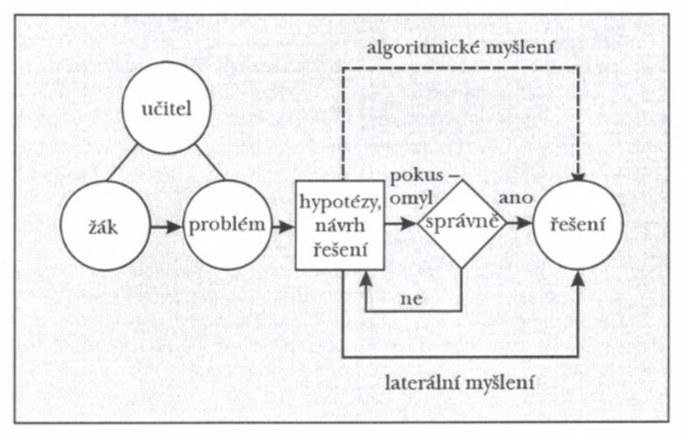 algoritmické myšlení
učitel
žák
problém
hypotézy,
návrh
řešení
pokus –
omyl
správně
ano
řešení
ne
laterální myšlení